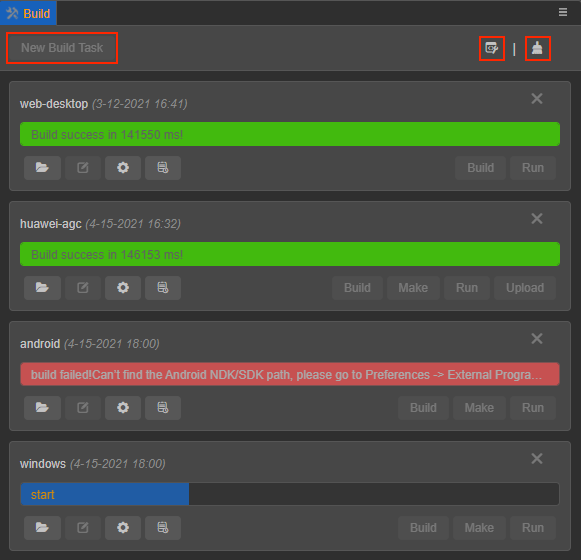 Build
New Build Task
|
web-desktop (3-12-2021 16:41)
Build success in 141550 ms!
Build Run
huawei-agc (4-15-2021 16:32)
Build success in 146153 ms!
Build Make Run Upload
android (4-15-2021 18:00)
build failed!Can't find the Android NDK/SDK path, please go to Preferences -> External Progra...
Build Make Run
windows (4-15-2021 18:00)
start
Build Make Run